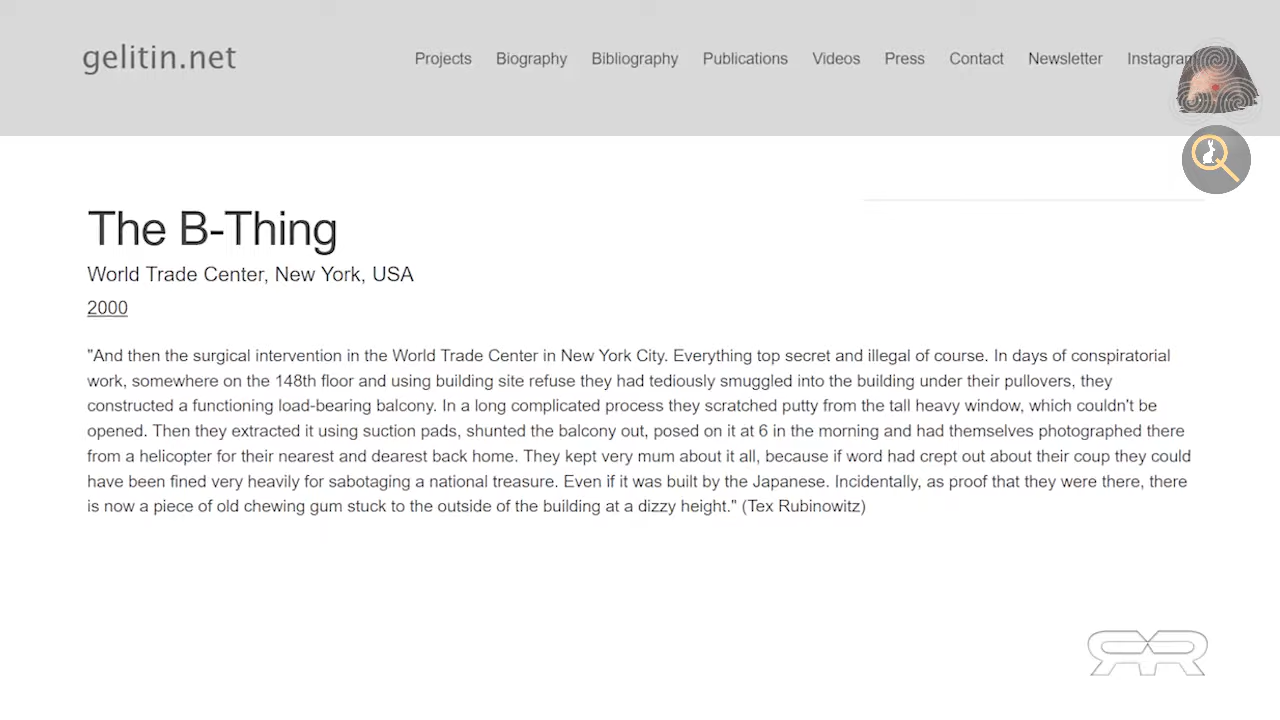 gelitin.net
Projects Biography Bibliography Publications Videos Press Contact Newsletter Instagram
The B-Thing
World Trade Center, New York, USA
2000
"And then the surgical intervention in the World Trade Center in New York City. Everything top secret and illegal of course. In days of conspiratorial
work, somewhere on the 148th floor and using building site refuse they had tediously smuggled into the building under their pullovers, they
constructed a functioning load-bearing balcony. In a long complicated process they scratched putty from the tall heavy window, which couldn't be
opened. Then they extracted it using suction pads, shunted the balcony out, posed on it at 6 in the morning and had themselves photographed there
from a helicopter for their nearest and dearest back home. They kept very mum about it all, because if word had crept out about their coup they could
have been fined very heavily for sabotaging a national treasure. Even if it was built by the Japanese. Incidentally, as proof that they were there, there
is now a piece of old chewing gum stuck to the outside of the building at a dizzy height." (Tex Rubinowitz)
RR